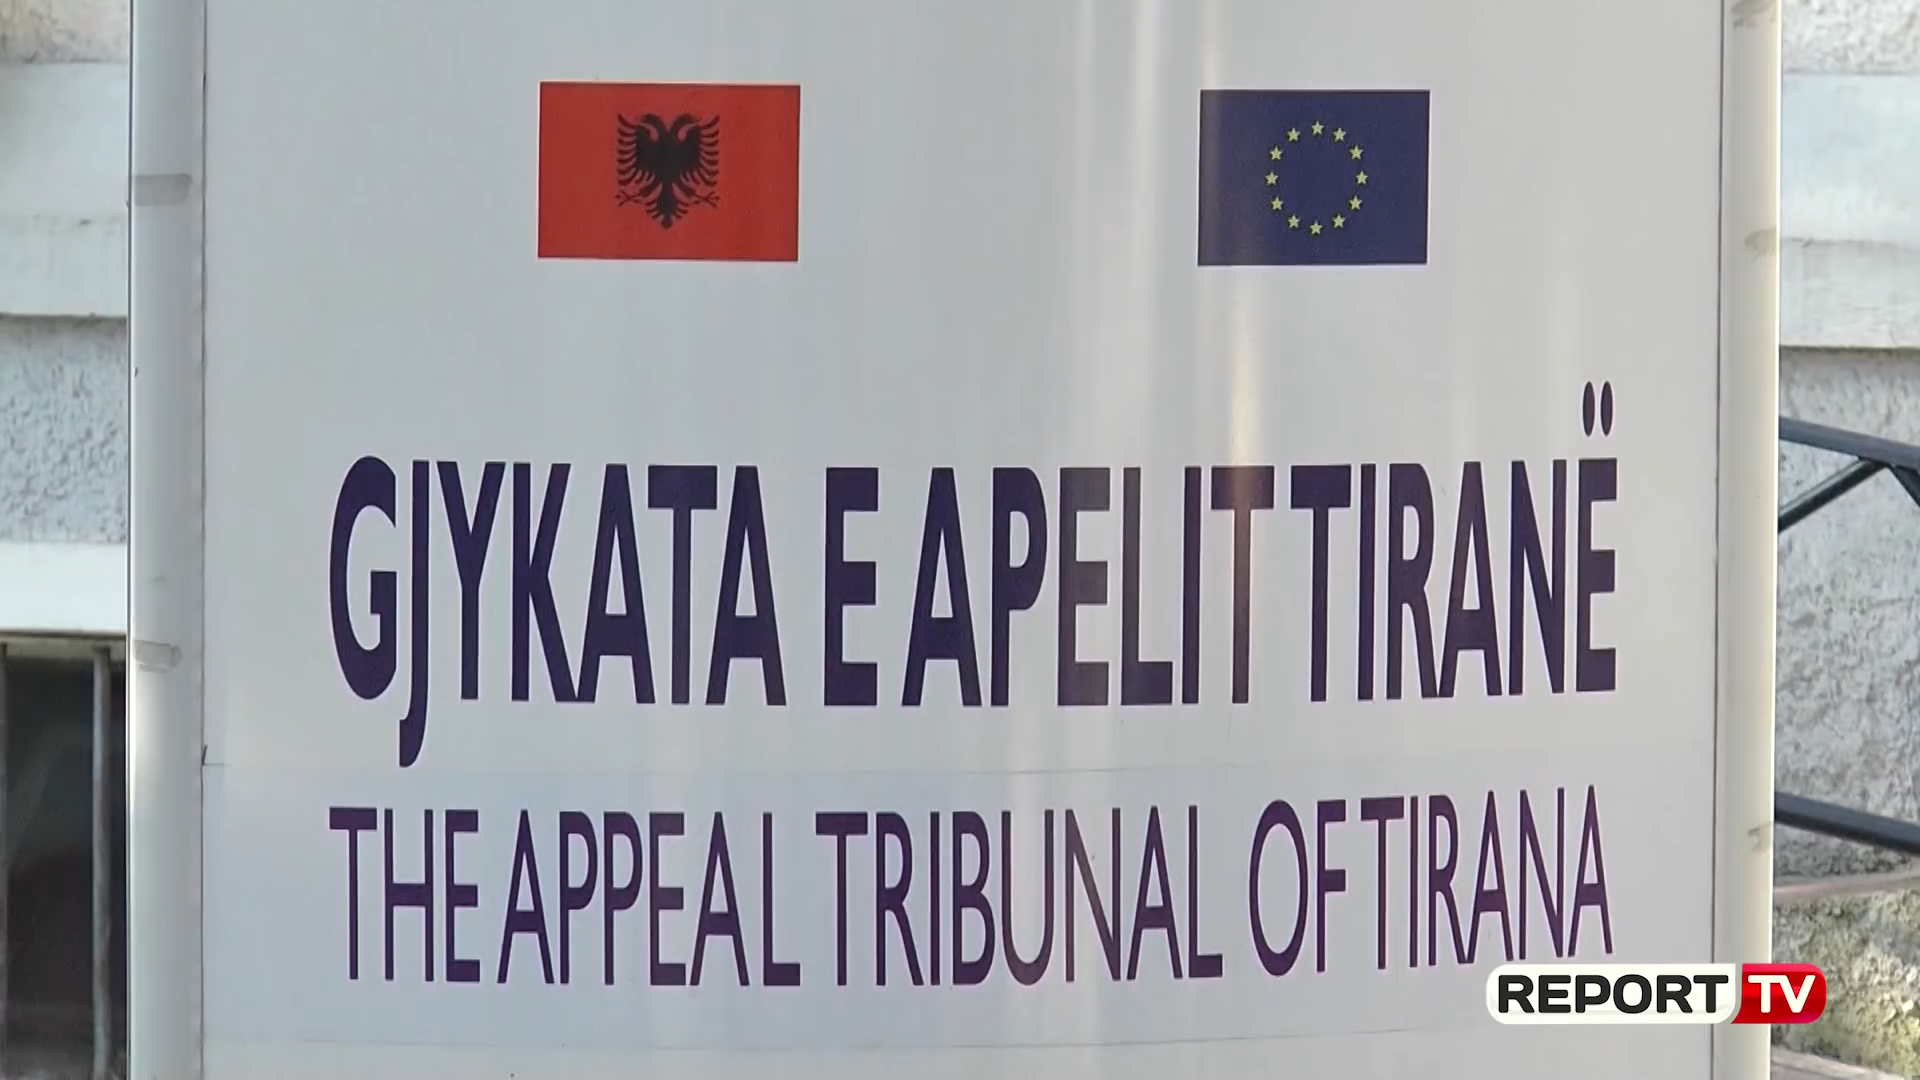 GJYKATA E APELIT TIRANË
THE APPEAL TRIBUNAL OF TIRANA
REPORT TV